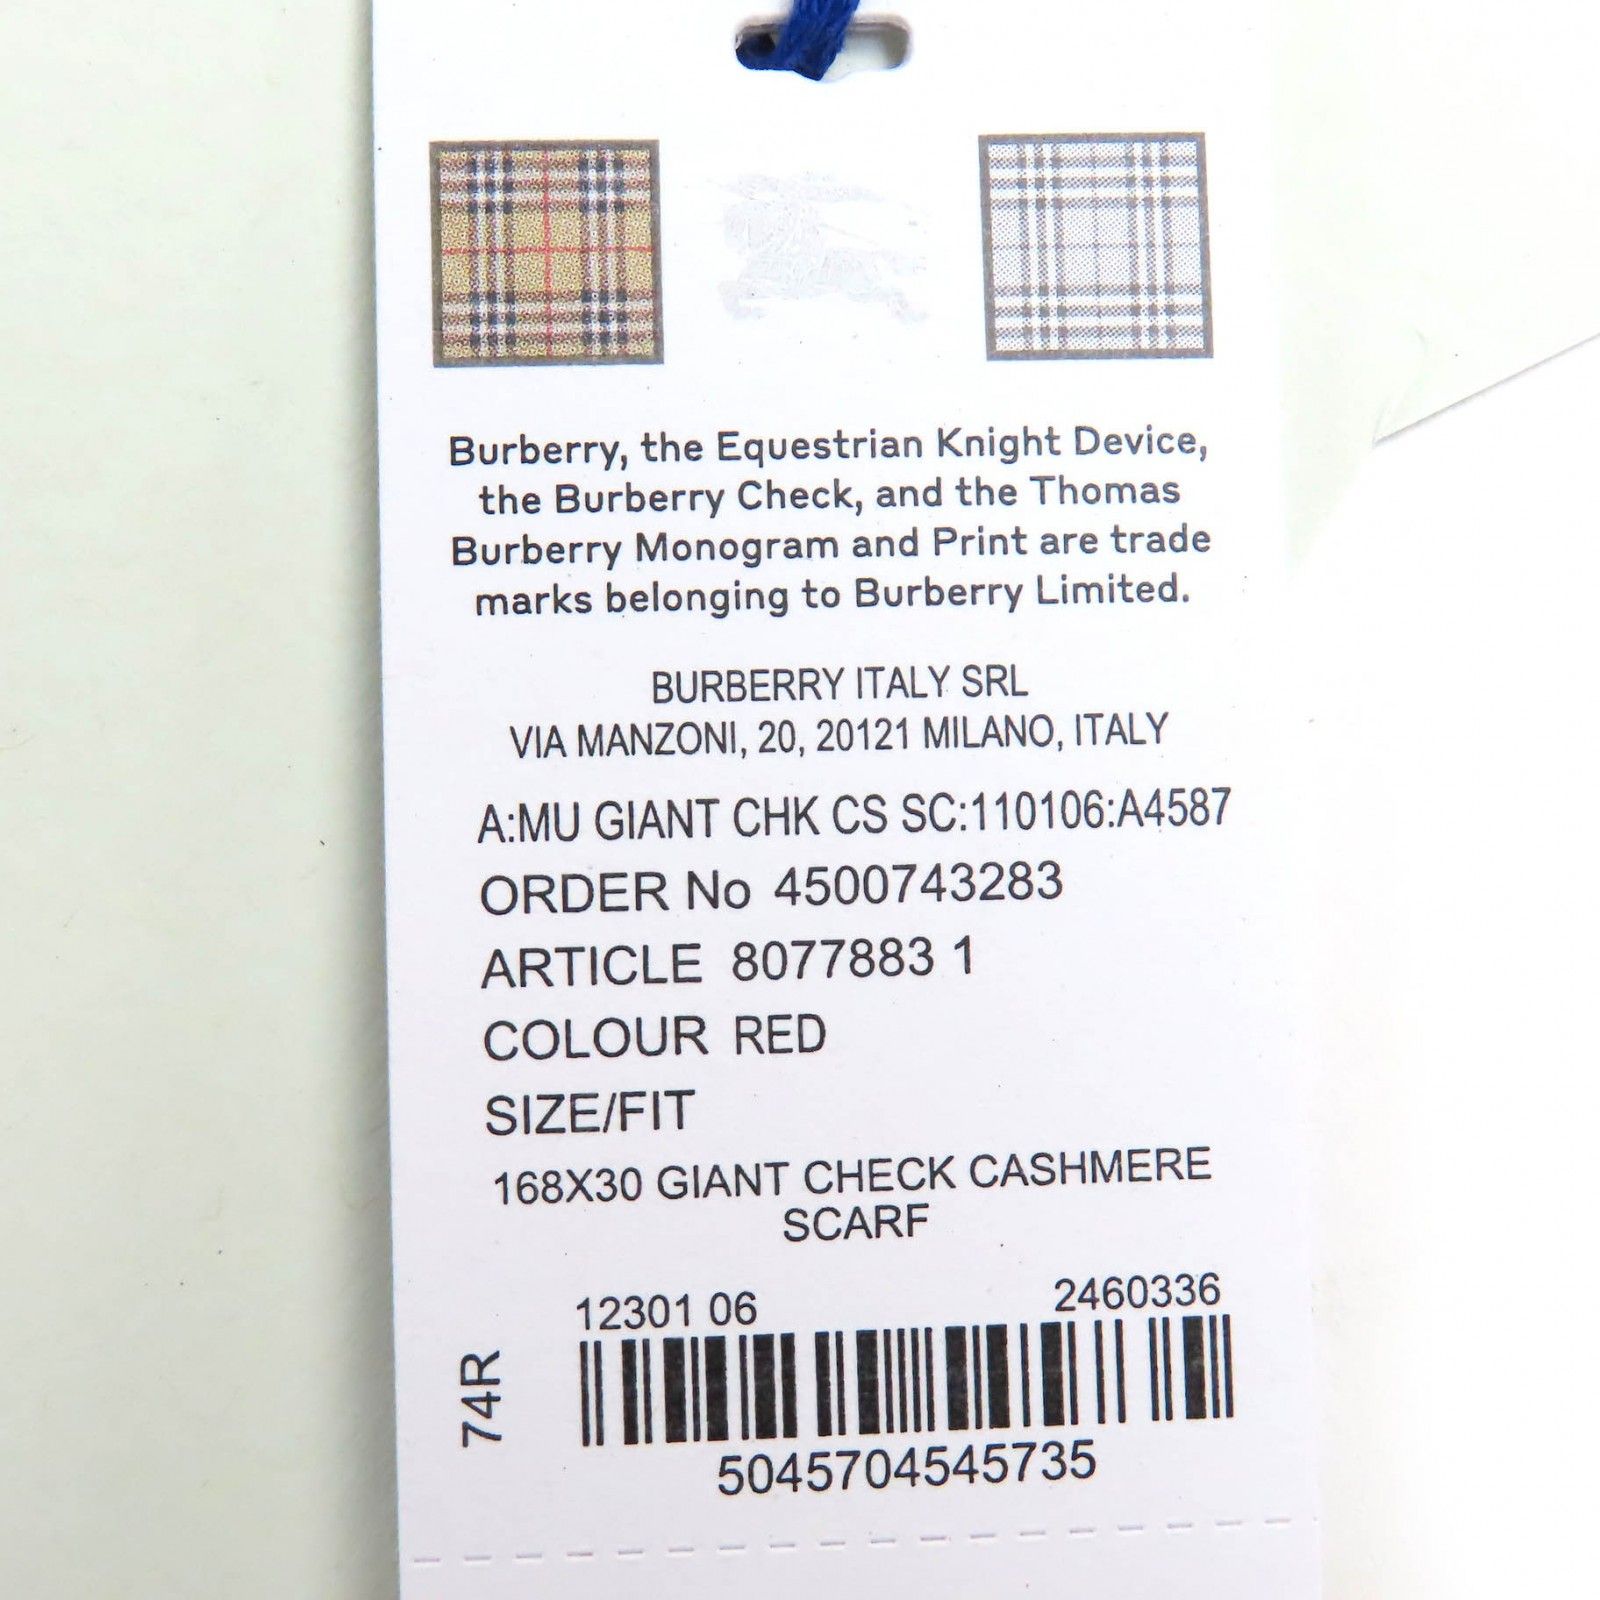 Burberry, the Equestrian Knight Device,
the Burberry Check, and the Thomas
Burberry Monogram and Print are trade
marks belonging to Burberry Limited.
BURBERRY ITALY SRL
VIA MANZONI, 20, 20121 MILANO, ITALY
A:MU GIANT CHK CS SC:110106:A4587
ORDER No 4500743283
ARTICLE 8077883 1
COLOUR RED
SIZE/FIT
168X30 GIANT CHECK CASHMERE
SCARF
12301 06 2460336
74R
5045704545735